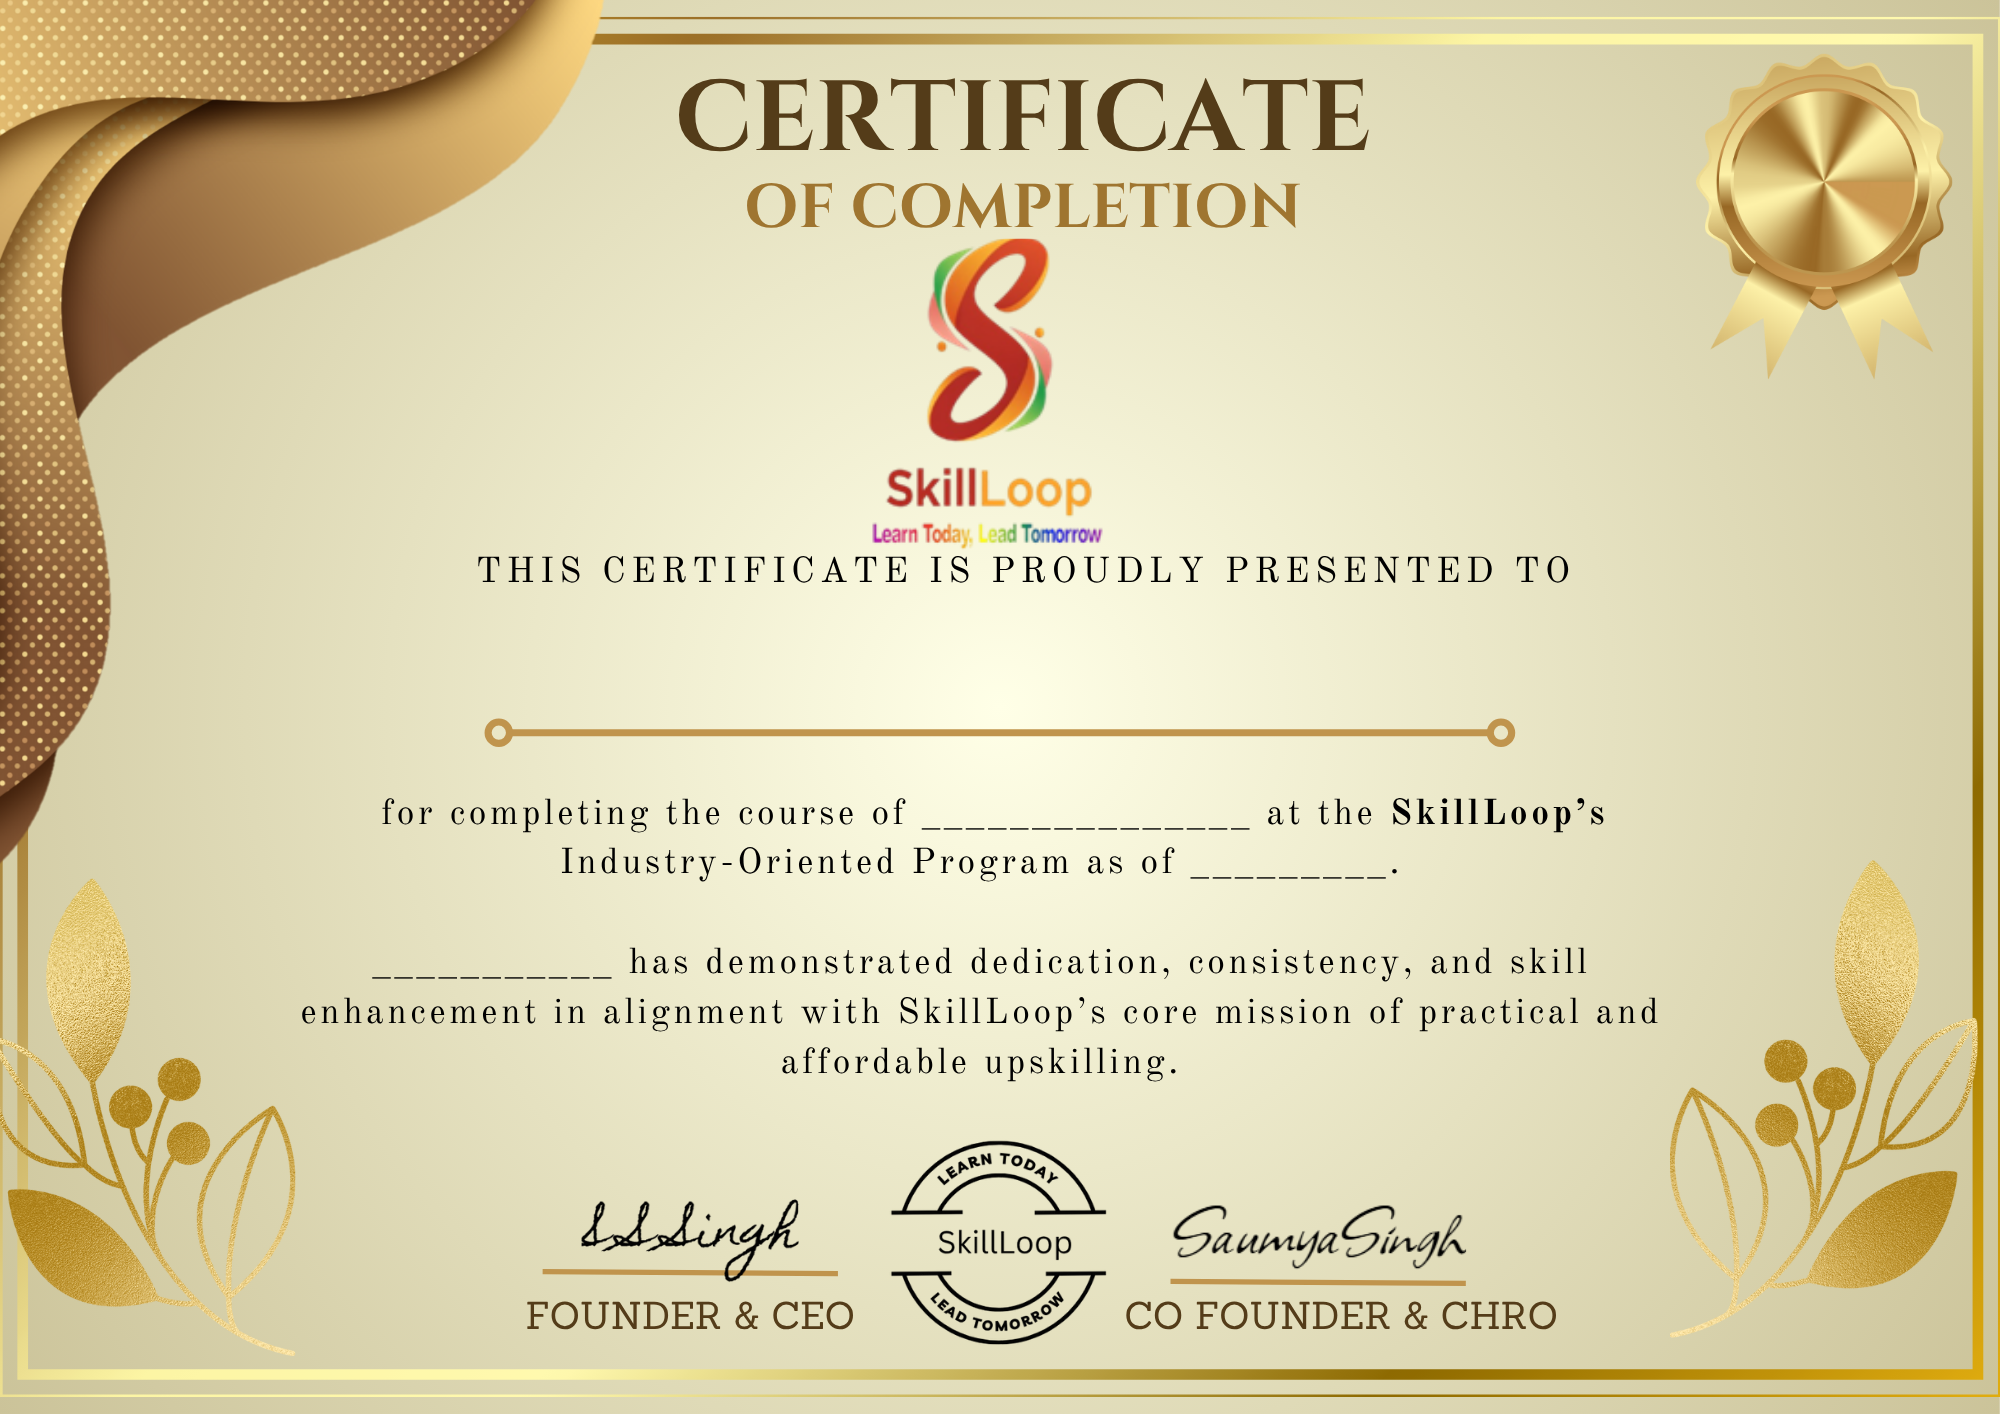 CERTIFICATE
OF COMPLETION
SkillLoop
Learn Today, Lead Tomorrow
THIS CERTIFICATE IS PROUDLY PRESENTED TO
for completing the course of _______________ at the SkillLoop’s
Industry-Oriented Program as of _________.
___________ has demonstrated dedication, consistency, and skill
enhancement in alignment with SkillLoop’s core mission of practical and
affordable upskilling.
SSSingh
FOUNDER & CEO
LEARN TODAY
SkillLoop
LEAD TOMORROW
SaumyaSingh
CO FOUNDER & CHRO